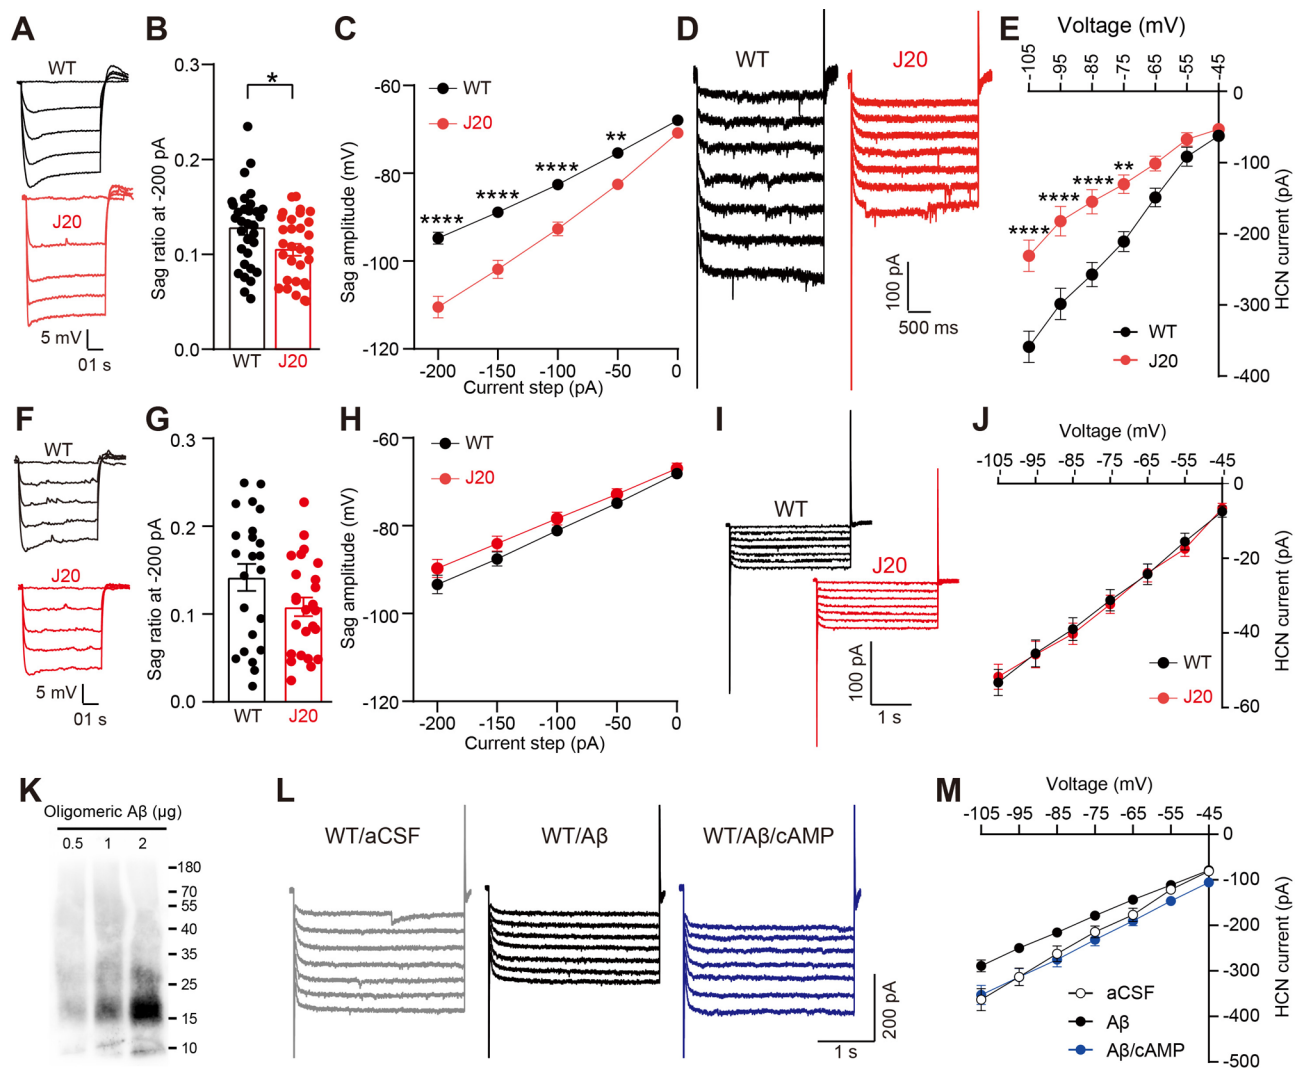 A
WT
J20
5 mV
01 s
B
Sag ratio at -200 pA
0.3
0.2
0.1
0.0
*
WT
J20
C
Sag amplitude (mV)
-60
-80
-100
-120
WT
J20
**
****
****
****
-200
-150
-100
-50
0
Current step (pA)
D
WT
J20
100 pA
500 ms
E
Voltage (mV)
-105
-95
-85
-75
-65
-55
-45
0
-100
-200
-300
-400
HCN current (pA)
**
****
****
****
WT
J20
F
WT
J20
5 mV
01 s
G
Sag ratio at -200 pA
0.3
0.2
0.1
0.0
WT
J20
H
Sag amplitude (mV)
-60
-80
-100
-120
WT
J20
-200
-150
-100
-50
0
Current step (pA)
I
WT
J20
100 pA
1 s
J
Voltage (mV)
-105
-95
-85
-75
-65
-55
-45
0
-20
-40
-60
HCN current (pA)
WT
J20
K
Oligomeric Aβ (µg)
0.5 1 2
180
70
55
40
35
25
15
10
L
WT/aCSF
WT/Aβ
WT/Aβ/cAMP
200 pA
1 s
M
Voltage (mV)
-105 -95 -85 -75 -65 -55 -45
0
-100
-200
-300
-400
-500
HCN current (pA)
aCSF
Aβ
Aβ/cAMP